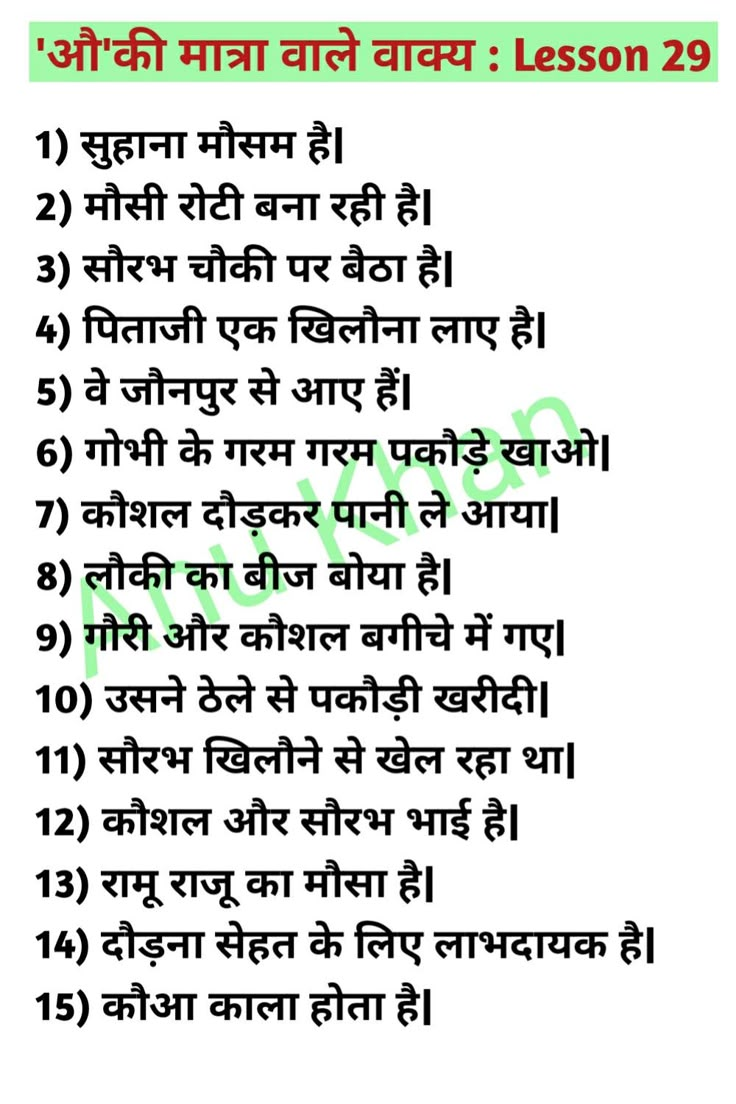 'औ'की मात्रा वाले वाक्य : Lesson 29
1) सुहाना मौसम है|
2) मौसी रोटी बना रही है|
3) सौरभ चौकी पर बैठा है|
4) पिताजी एक खिलौना लाए है|
5) वे जौनपुर से आए हैं|
6) गोभी के गरम गरम पकौड़े खाओ|
7) कौशल दौड़कर पानी ले आया|
8) लौकी का बीज बोया है|
9) गौरी और कौशल बगीचे में गए|
10) उसने ठेले से पकौड़ी खरीदी|
11) सौरभ खिलौने से खेल रहा था|
12) कौशल और सौरभ भाई है|
13) रामू राजू का मौसा है|
14) दौड़ना सेहत के लिए लाभदायक है|
15) कौआ काला होता है|
Anu Khan